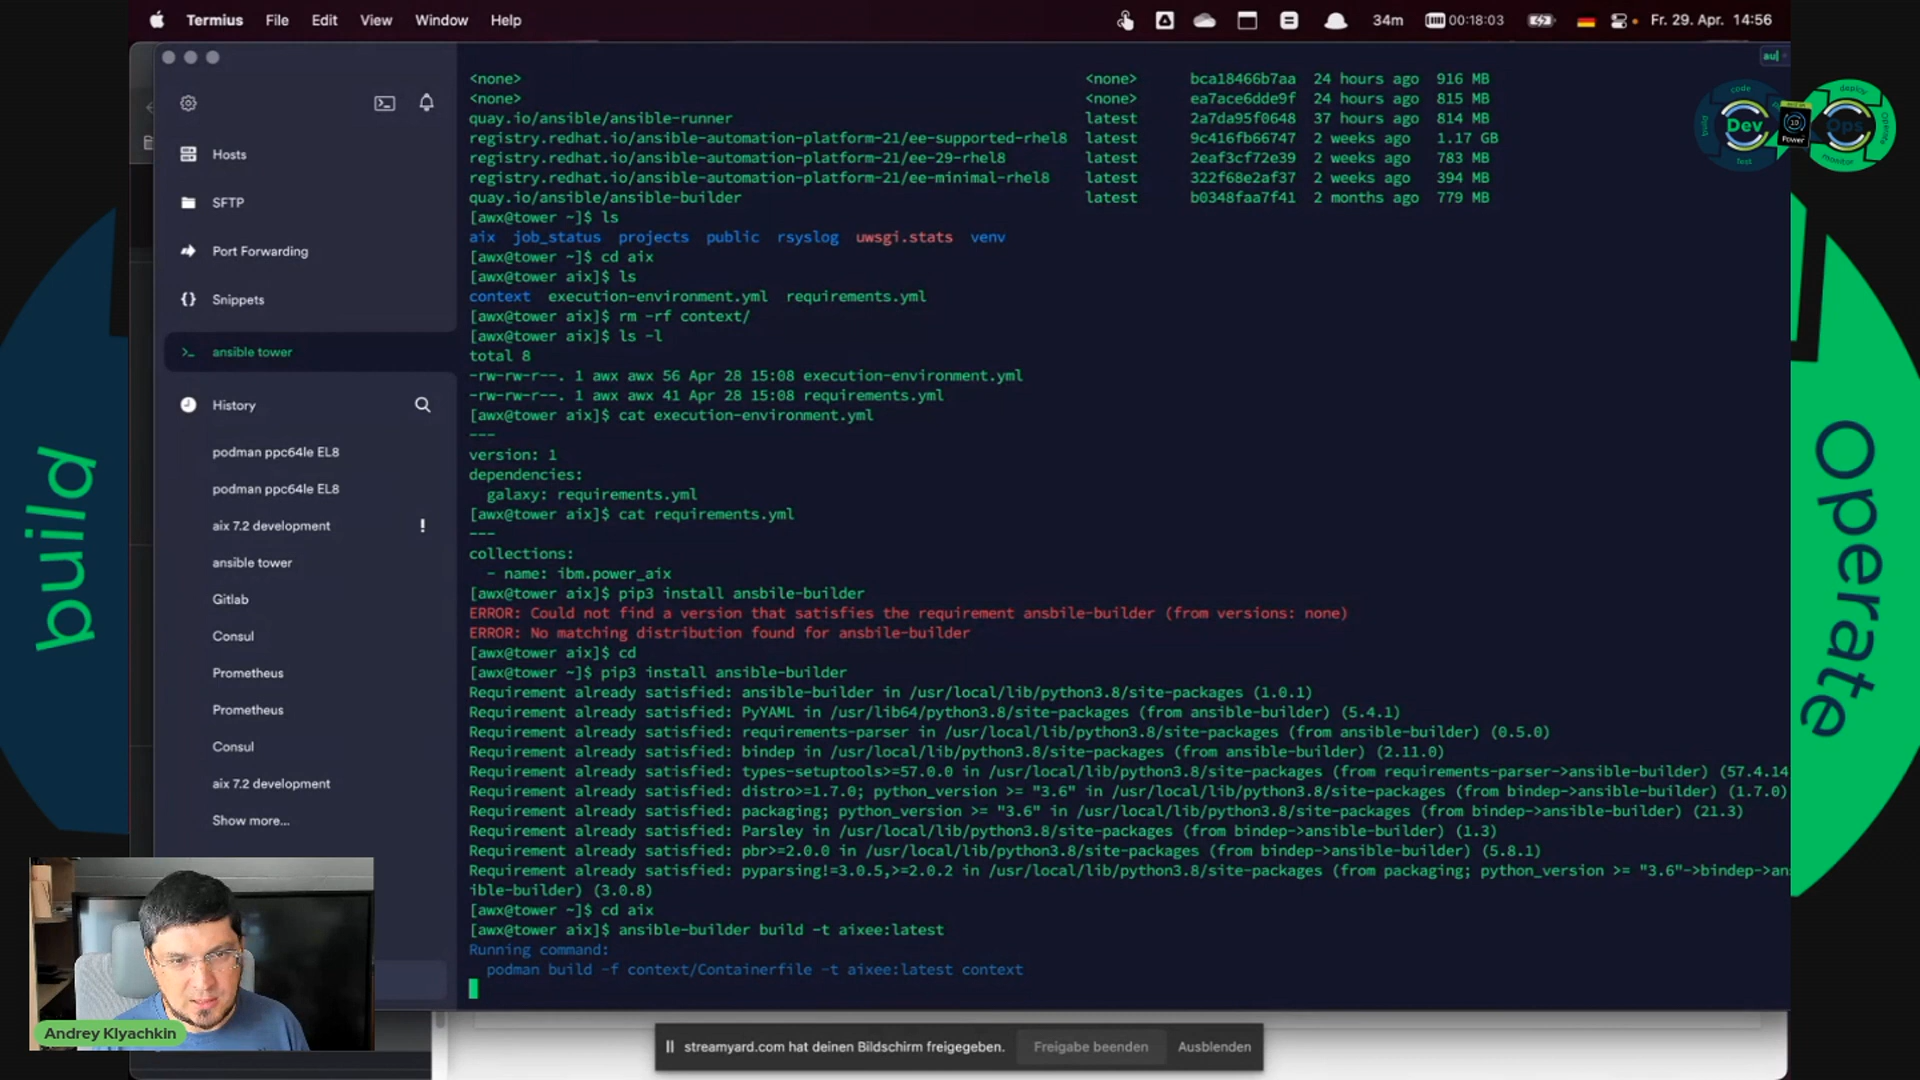 Termius File Edit View Window Help 34m 00:18:03 Fr. 29. Apr. 14:56
au|
Hosts
SFTP
Port Forwarding
Snippets
ansible tower
History
podman ppc64le EL8
podman ppc64le EL8
aix 7.2 development !
ansible tower
Gitlab
Consul
Prometheus
Prometheus
Consul
aix 7.2 development
Show more...
<none> <none> bca18466b7aa 24 hours ago 916 MB
<none> <none> ea7ace6dde9f 24 hours ago 815 MB
quay.io/ansible/ansible-runner latest 2a7da95f0648 37 hours ago 814 MB
registry.redhat.io/ansible-automation-platform-21/ee-supported-rhel8 latest 9c416fb66747 2 weeks ago 1.17 GB
registry.redhat.io/ansible-automation-platform-21/ee-29-rhel8 latest 2eaf3cf72e39 2 weeks ago 783 MB
registry.redhat.io/ansible-automation-platform-21/ee-minimal-rhel8 latest 322f68e2af37 2 weeks ago 394 MB
quay.io/ansible/ansible-builder latest b0348faa7f41 2 months ago 779 MB
[awx@tower ~]$ ls
aix job_status projects public rsyslog uwsgi.stats venv
[awx@tower ~]$ cd aix
[awx@tower aix]$ ls
context execution-environment.yml requirements.yml
[awx@tower aix]$ rm -rf context/
[awx@tower aix]$ ls -l
total 8
-rw-rw-r--. 1 awx awx 56 Apr 28 15:08 execution-environment.yml
-rw-rw-r--. 1 awx awx 41 Apr 28 15:08 requirements.yml
[awx@tower aix]$ cat execution-environment.yml
---
version: 1
dependencies:
  galaxy: requirements.yml
[awx@tower aix]$ cat requirements.yml
---
collections:
  - name: ibm.power_aix
[awx@tower aix]$ pip3 install ansbile-builder
ERROR: Could not find a version that satisfies the requirement ansbile-builder (from versions: none)
ERROR: No matching distribution found for ansbile-builder
[awx@tower aix]$ cd
[awx@tower ~]$ pip3 install ansible-builder
Requirement already satisfied: ansible-builder in /usr/local/lib/python3.8/site-packages (1.0.1)
Requirement already satisfied: PyYAML in /usr/lib64/python3.8/site-packages (from ansible-builder) (5.4.1)
Requirement already satisfied: requirements-parser in /usr/local/lib/python3.8/site-packages (from ansible-builder) (0.5.0)
Requirement already satisfied: bindep in /usr/local/lib/python3.8/site-packages (from ansible-builder) (2.11.0)
Requirement already satisfied: types-setuptools>=57.0.0 in /usr/local/lib/python3.8/site-packages (from requirements-parser->ansible-builder) (57.4.14
Requirement already satisfied: distro>=1.7.0; python_version >= "3.6" in /usr/local/lib/python3.8/site-packages (from bindep->ansible-builder) (1.7.0)
Requirement already satisfied: packaging; python_version >= "3.6" in /usr/local/lib/python3.8/site-packages (from bindep->ansible-builder) (21.3)
Requirement already satisfied: Parsley in /usr/local/lib/python3.8/site-packages (from bindep->ansible-builder) (1.3)
Requirement already satisfied: pbr>=2.0.0 in /usr/local/lib/python3.8/site-packages (from bindep->ansible-builder) (5.8.1)
Requirement already satisfied: pyparsing!=3.0.5,>=2.0.2 in /usr/local/lib/python3.8/site-packages (from packaging; python_version >= "3.6"->bindep->ans
ible-builder) (3.0.8)
[awx@tower ~]$ cd aix
[awx@tower aix]$ ansible-builder build -t aixee:latest
Running command:
  podman build -f context/Containerfile -t aixee:latest context
streamyard.com hat deinen Bildschirm freigegeben. Freigabe beenden Ausblenden
Andrey Klyachkin
build
Operate
code
Dev
test
build
10
Power
deploy
Ops
operate
monitor